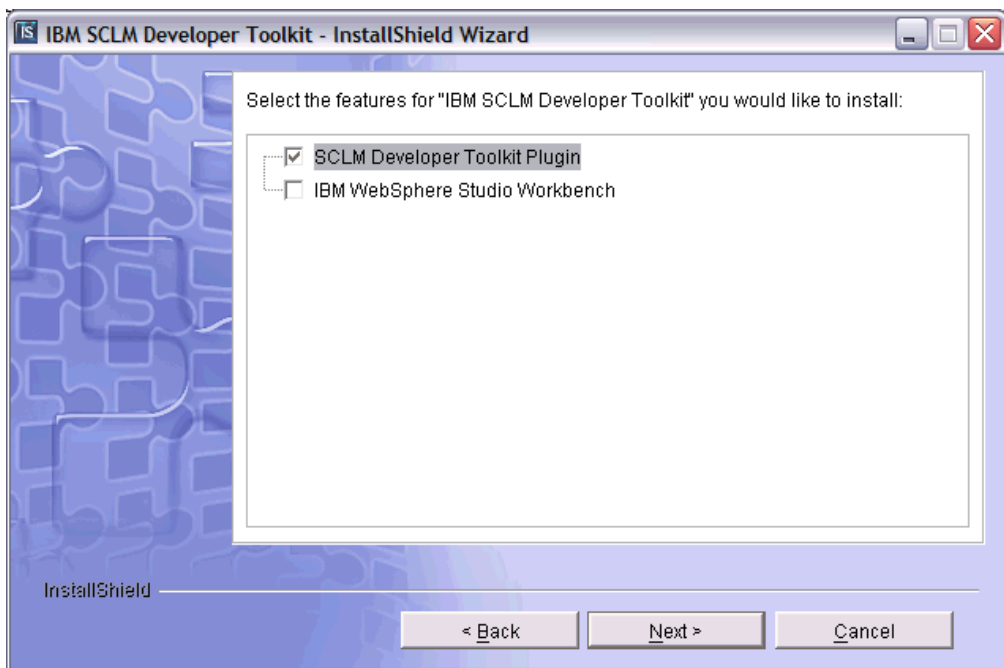 IS IBM SCLM Developer Toolkit - InstallShield Wizard
Select the features for "IBM SCLM Developer Toolkit" you would like to install:
SCLM Developer Toolkit Plugin
IBM WebSphere Studio Workbench
InstallShield
< Back Next > Cancel